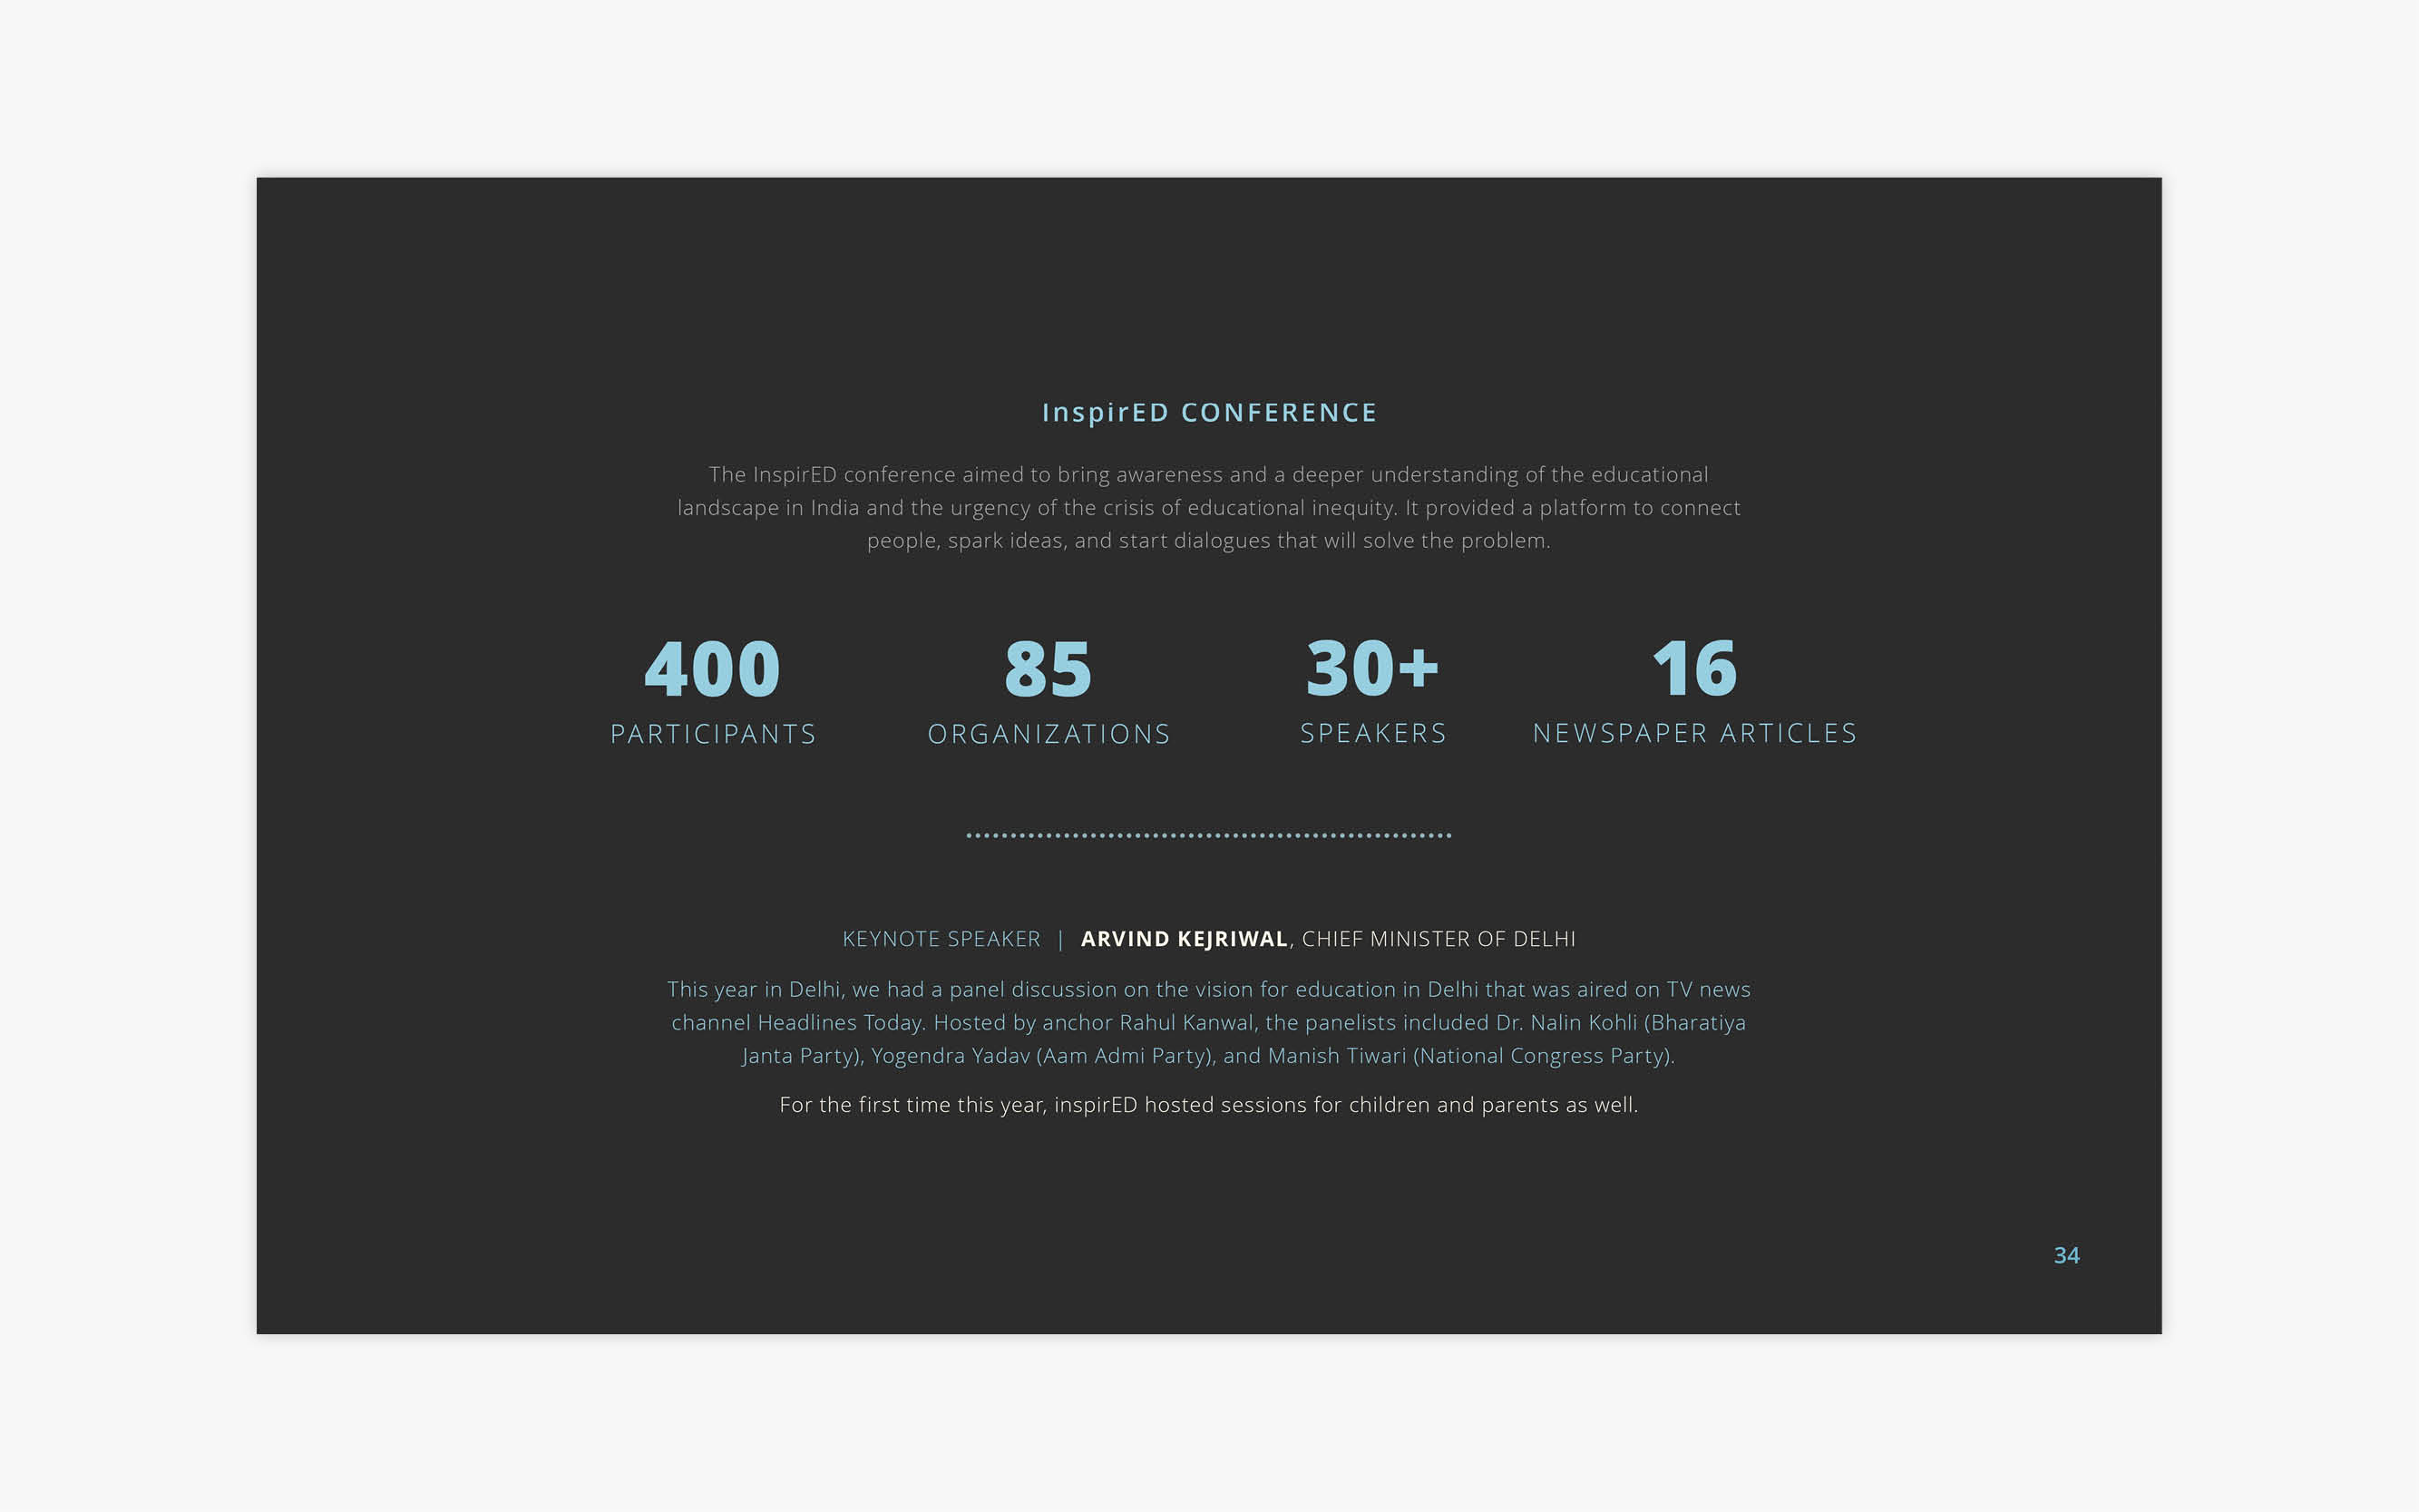 InspirED CONFERENCE
The InspirED conference aimed to bring awareness and a deeper understanding of the educational
landscape in India and the urgency of the crisis of educational inequity. It provided a platform to connect
people, spark ideas, and start dialogues that will solve the problem.
400 85 30+ 16
PARTICIPANTS ORGANIZATIONS SPEAKERS NEWSPAPER ARTICLES
KEYNOTE SPEAKER | ARVIND KEJRIWAL, CHIEF MINISTER OF DELHI
This year in Delhi, we had a panel discussion on the vision for education in Delhi that was aired on TV news
channel Headlines Today. Hosted by anchor Rahul Kanwal, the panelists included Dr. Nalin Kohli (Bharatiya
Janta Party), Yogendra Yadav (Aam Admi Party), and Manish Tiwari (National Congress Party).
For the first time this year, inspirED hosted sessions for children and parents as well.
34